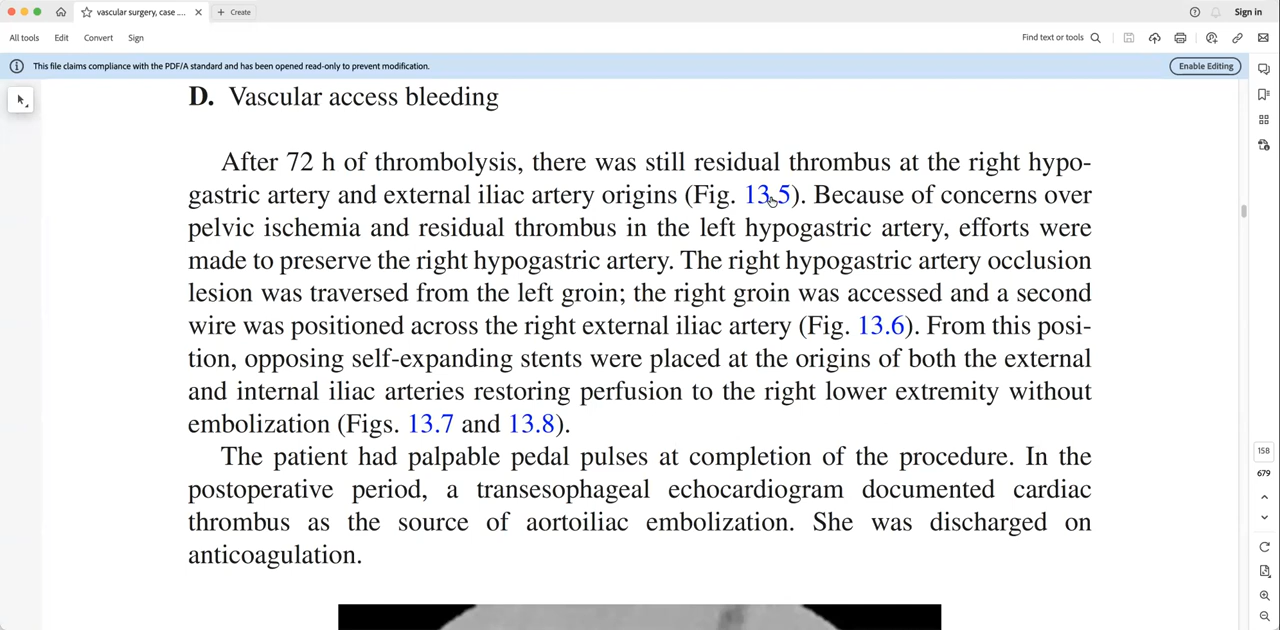 vascular surgery, case ....
Create
Sign in
All tools Edit Convert Sign
Find text or tools
This file claims compliance with the PDF/A standard and has been opened read-only to prevent modification.
Enable Editing
D. Vascular access bleeding
After 72 h of thrombolysis, there was still residual thrombus at the right hypo-
gastric artery and external iliac artery origins (Fig. 13.5). Because of concerns over
pelvic ischemia and residual thrombus in the left hypogastric artery, efforts were
made to preserve the right hypogastric artery. The right hypogastric artery occlusion
lesion was traversed from the left groin; the right groin was accessed and a second
wire was positioned across the right external iliac artery (Fig. 13.6). From this posi-
tion, opposing self-expanding stents were placed at the origins of both the external
and internal iliac arteries restoring perfusion to the right lower extremity without
embolization (Figs. 13.7 and 13.8).
The patient had palpable pedal pulses at completion of the procedure. In the
postoperative period, a transesophageal echocardiogram documented cardiac
thrombus as the source of aortoiliac embolization. She was discharged on
anticoagulation.
158
679